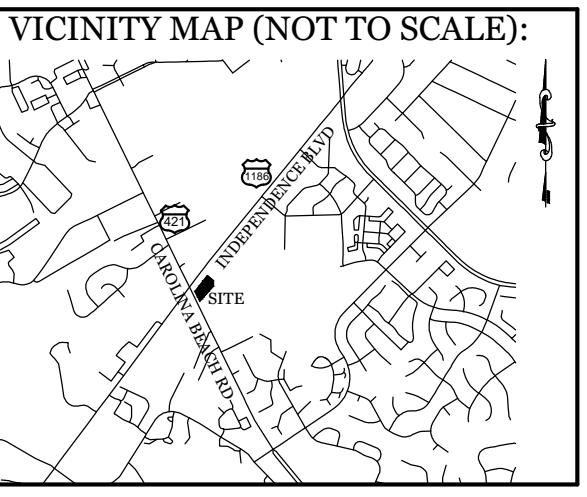 VICINITY MAP (NOT TO SCALE):
1186
INDEPENDENCE BLVD
421
CAROLINA BEACH RD
SITE